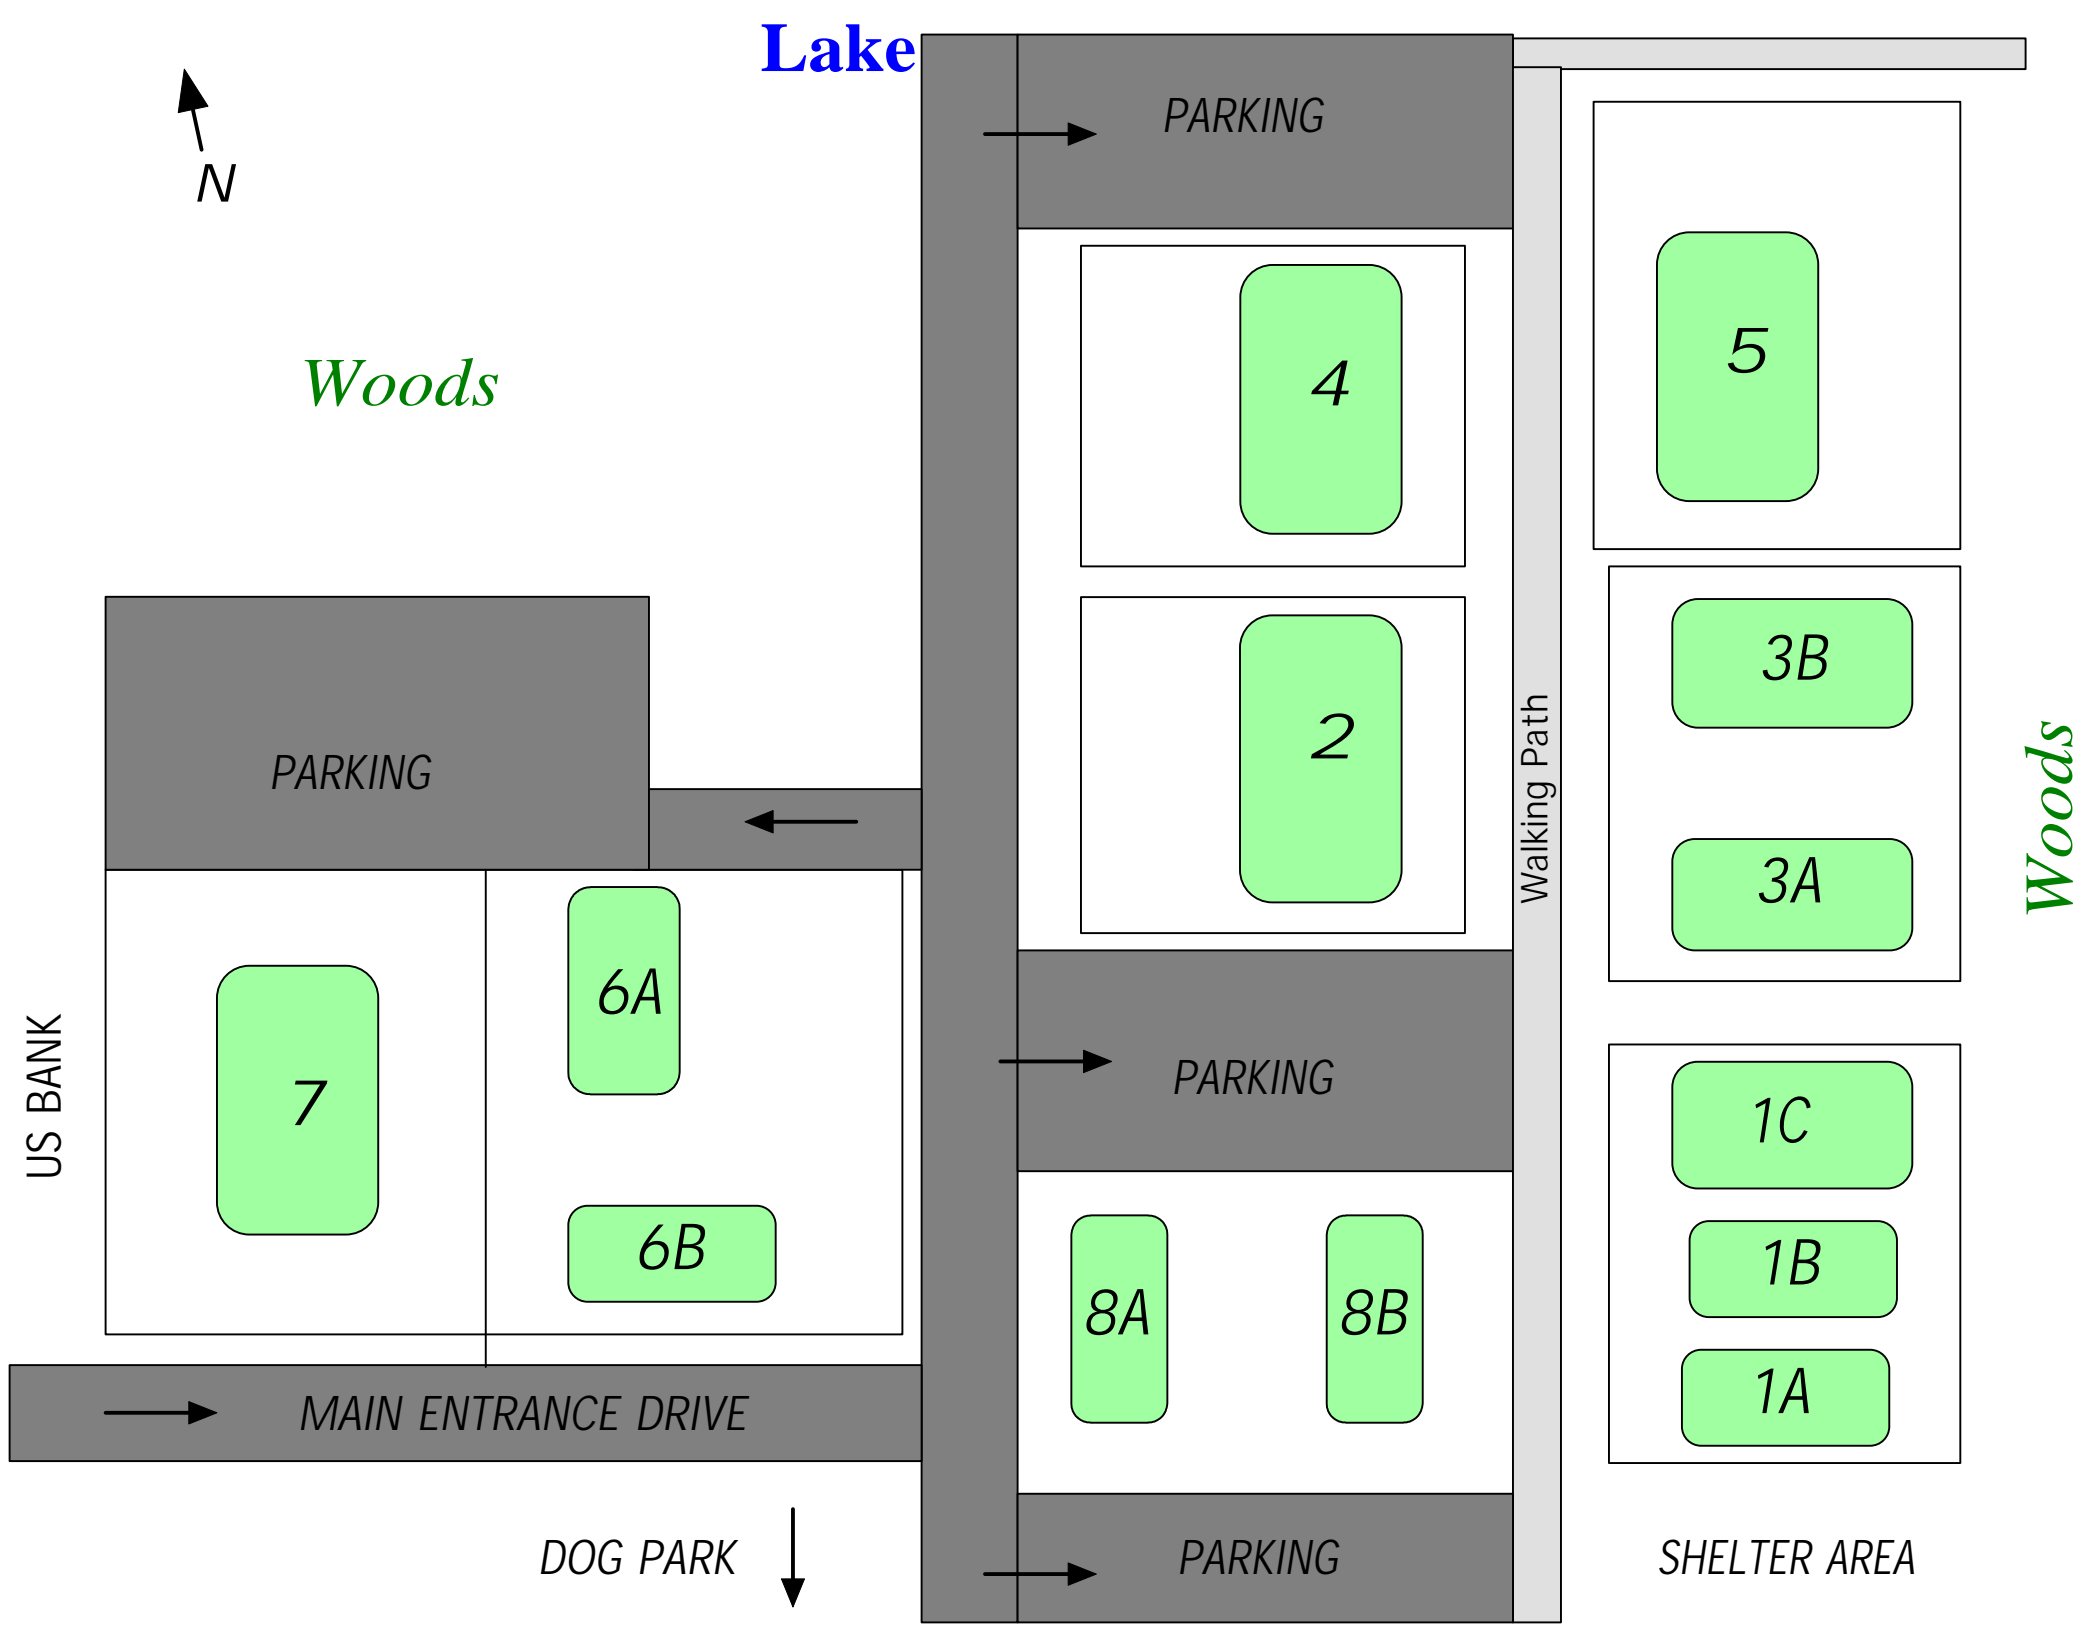 Lake
PARKING
N
5
Woods
4
3B
2
Walking Path
Woods
PARKING
3A
6A
PARKING
US BANK
7
1C
6B
1B
8A
8B
1A
MAIN ENTRANCE DRIVE
DOG PARK
PARKING
SHELTER AREA